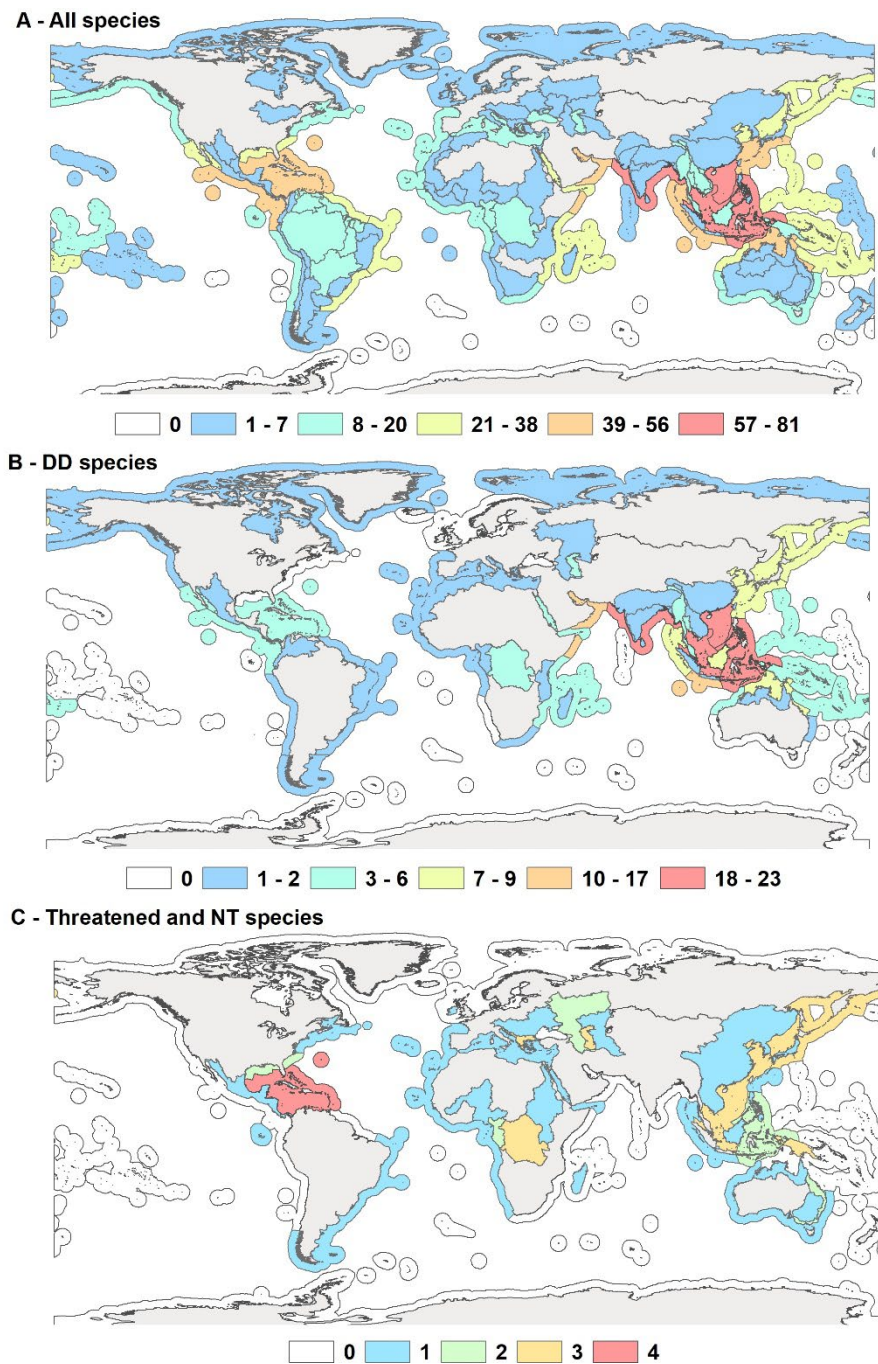 A - All species
0 1 - 7 8 - 20 21 - 38 39 - 56 57 - 81
B - DD species
0 1 - 2 3 - 6 7 - 9 10 - 17 18 - 23
C - Threatened and NT species
0 1 2 3 4